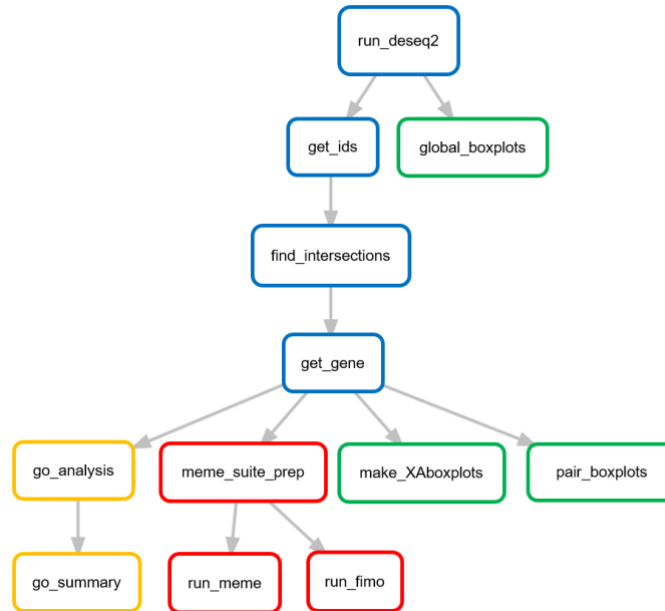 run_deseq2
get_ids
global_boxplots
find_intersections
get_gene
go_analysis
meme_suite_prep
make_XAboxplots
pair_boxplots
go_summary
run_meme
run_fimo